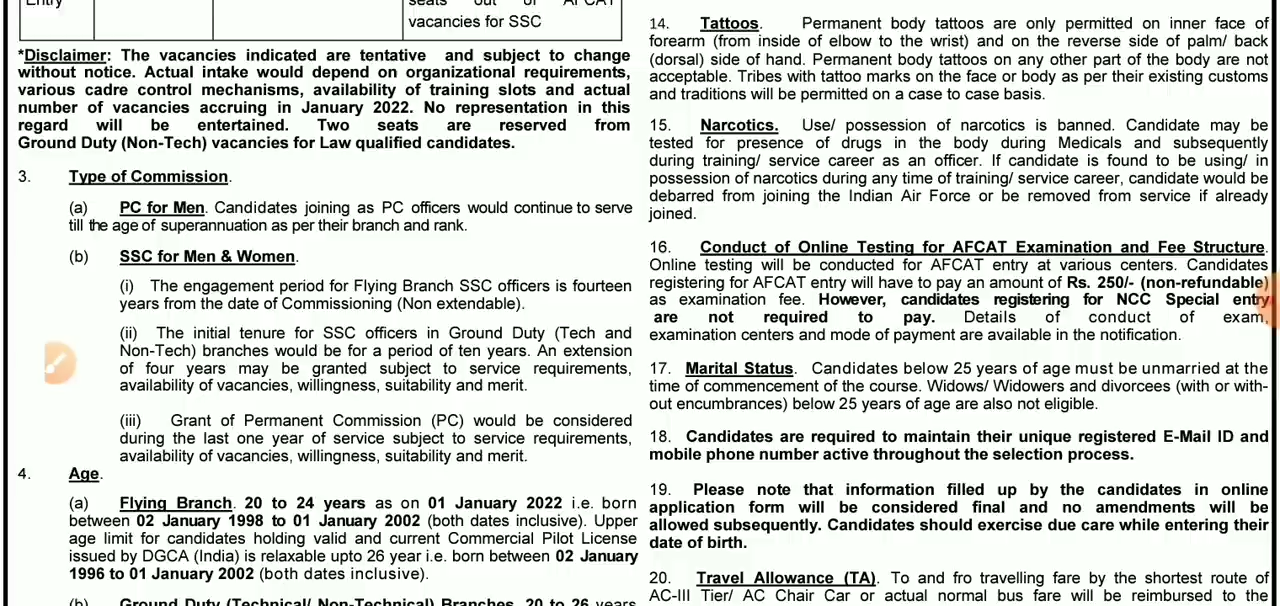 Entry
seats out of AFCAT
vacancies for SSC
*Disclaimer: The vacancies indicated are tentative and subject to change
without notice. Actual intake would depend on organizational requirements,
various cadre control mechanisms, availability of training slots and actual
number of vacancies accruing in January 2022. No representation in this
regard will be entertained. Two seats are reserved from
Ground Duty (Non-Tech) vacancies for Law qualified candidates.
3. Type of Commission.
(a) PC for Men. Candidates joining as PC officers would continue to serve
till the age of superannuation as per their branch and rank.
(b) SSC for Men & Women.
(i) The engagement period for Flying Branch SSC officers is fourteen
years from the date of Commissioning (Non extendable).
(ii) The initial tenure for SSC officers in Ground Duty (Tech and
Non-Tech) branches would be for a period of ten years. An extension
of four years may be granted subject to service requirements,
availability of vacancies, willingness, suitability and merit.
(iii) Grant of Permanent Commission (PC) would be considered
during the last one year of service subject to service requirements,
availability of vacancies, willingness, suitability and merit.
4. Age.
(a) Flying Branch. 20 to 24 years as on 01 January 2022 i.e. born
between 02 January 1998 to 01 January 2002 (both dates inclusive). Upper
age limit for candidates holding valid and current Commercial Pilot License
issued by DGCA (India) is relaxable upto 26 year i.e. born between 02 January
1996 to 01 January 2002 (both dates inclusive).
(b) Ground Duty (Technical/ Non-Technical) Branches. 20 to 26 years
14. Tattoos. Permanent body tattoos are only permitted on inner face of
forearm (from inside of elbow to the wrist) and on the reverse side of palm/ back
(dorsal) side of hand. Permanent body tattoos on any other part of the body are not
acceptable. Tribes with tattoo marks on the face or body as per their existing customs
and traditions will be permitted on a case to case basis.
15. Narcotics. Use/ possession of narcotics is banned. Candidate may be
tested for presence of drugs in the body during Medicals and subsequently
during training/ service career as an officer. If candidate is found to be using/ in
possession of narcotics during any time of training/ service career, candidate would be
debarred from joining the Indian Air Force or be removed from service if already
joined.
16. Conduct of Online Testing for AFCAT Examination and Fee Structure.
Online testing will be conducted for AFCAT entry at various centers. Candidates
registering for AFCAT entry will have to pay an amount of Rs. 250/- (non-refundable)
as examination fee. However, candidates registering for NCC Special entry
are not required to pay. Details of conduct of exam,
examination centers and mode of payment are available in the notification.
17. Marital Status. Candidates below 25 years of age must be unmarried at the
time of commencement of the course. Widows/ Widowers and divorcees (with or with-
out encumbrances) below 25 years of age are also not eligible.
18. Candidates are required to maintain their unique registered E-Mail ID and
mobile phone number active throughout the selection process.
19. Please note that information filled up by the candidates in online
application form will be considered final and no amendments will be
allowed subsequently. Candidates should exercise due care while entering their
date of birth.
20. Travel Allowance (TA). To and fro travelling fare by the shortest route of
AC-III Tier/ AC Chair Car or actual normal bus fare will be reimbursed to the